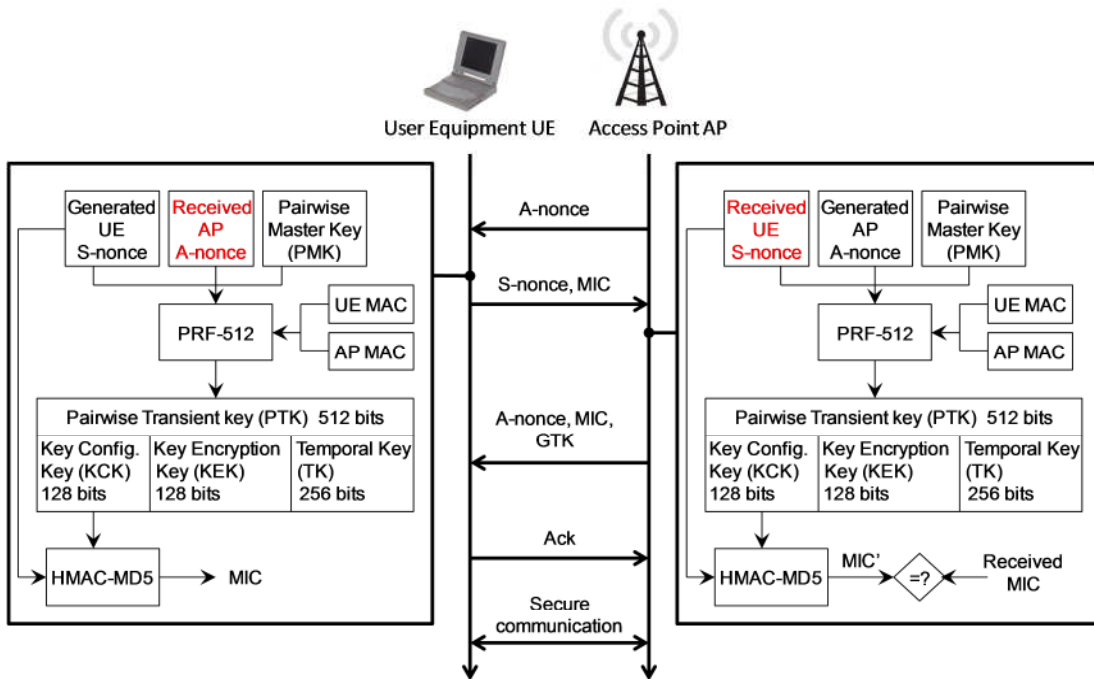 User Equipment UE
Access Point AP
Generated
UE
S-nonce
Received
AP
A-nonce
Pairwise
Master Key
(PMK)
PRF-512
UE MAC
AP MAC
Pairwise Transient key (PTK) 512 bits
Key Config.
Key (KCK)
128 bits
Key Encryption
Key (KEK)
128 bits
Temporal Key
(TK)
256 bits
HMAC-MD5
MIC
A-nonce
S-nonce, MIC
A-nonce, MIC,
GTK
Ack
Secure
communication
Received
UE
S-nonce
Generated
AP
A-nonce
Pairwise
Master Key
(PMK)
PRF-512
UE MAC
AP MAC
Pairwise Transient key (PTK) 512 bits
Key Config.
Key (KCK)
128 bits
Key Encryption
Key (KEK)
128 bits
Temporal Key
(TK)
256 bits
HMAC-MD5
MIC’
=?
Received
MIC